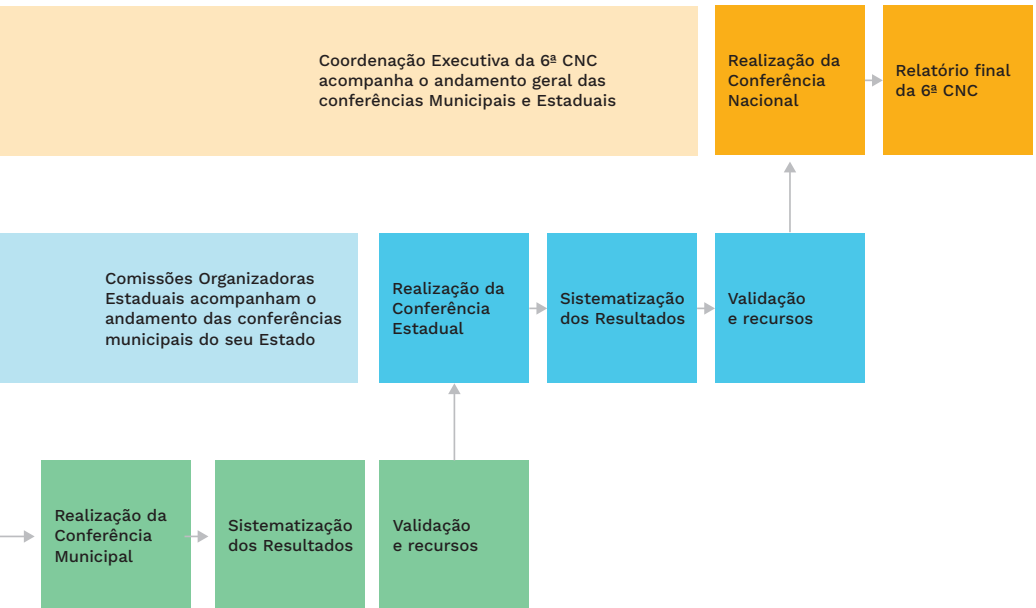 Coordenação Executiva da 6ª CNC
acompanha o andamento geral das
conferências Municipais e Estaduais
Realização da
Conferência
Nacional
Relatório final
da 6ª CNC
Comissões Organizadoras
Estaduais acompanham o
andamento das conferências
municipais do seu Estado
Realização da
Conferência
Estadual
Sistematização
dos Resultados
Validação
e recursos
Realização da
Conferência
Municipal
Sistematização
dos Resultados
Validação
e recursos